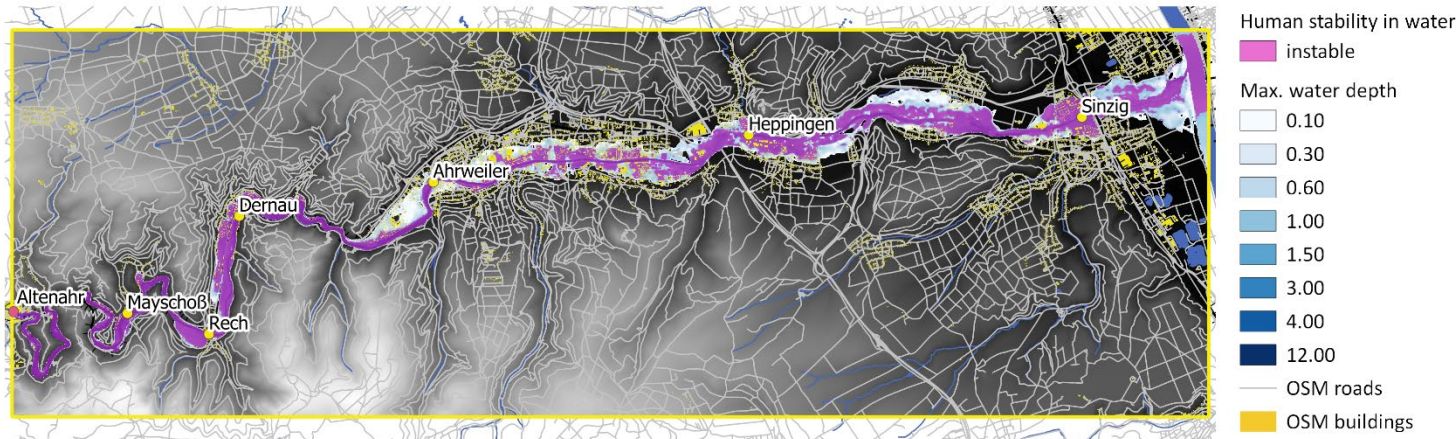 Human stability in water
instable
Max. water depth
0.10
0.30
0.60
1.00
1.50
3.00
4.00
12.00
OSM roads
OSM buildings
Sinzig
Heppingen
Ahrweiler
Dernau
Altenahr
Mayschoß
Rech